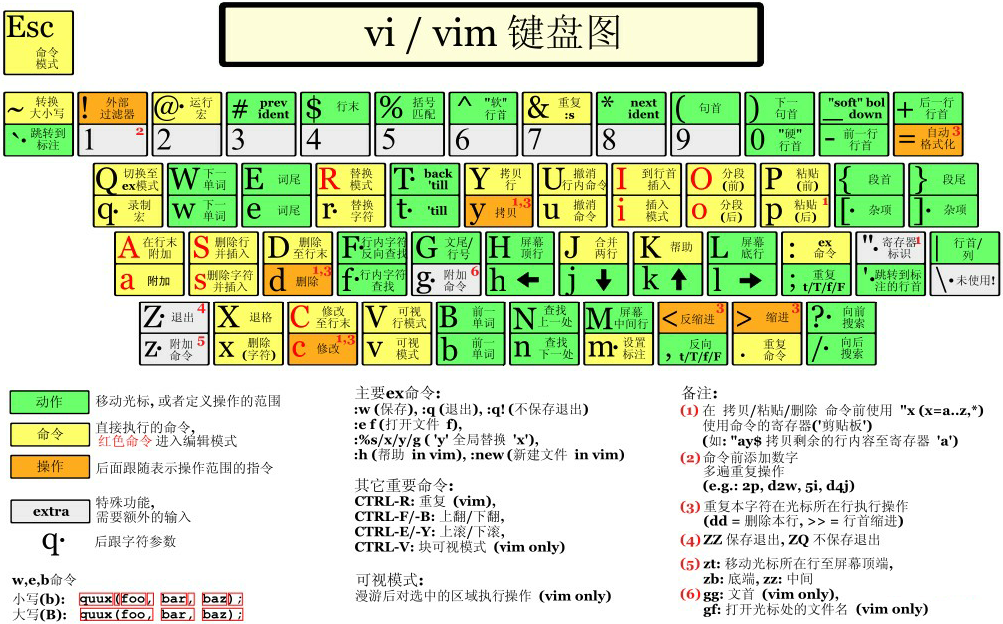 Esc
命令
模式
vi / vim 键盘图
~ 转换
大小写
`· 跳转到
标注
! 外部
过滤器
1 2
@· 运行
宏
2
# prev
ident
3
$ 行末
4
% 括号
匹配
5
^ "软"
行首
6
& 重复
:s
7
* next
ident
8
( 句首
9
) 下一
句首
0 "硬"
行首
_ "soft" bol
down
- 前一行
行首
+ 后一行
行首
= 自动 3
格式化
Q 切换至
ex模式
q· 录制
宏
W 下一
单词
w 下一
单词
E 词尾
e 词尾
R 替换
模式
r· 替换
字符
T· back
'till
t· 'till
Y 拷贝
行
y 拷贝 1,3
U 撤消
行内命令
u 撤消
命令
I 到行首
插入
i 插入
模式
O 分段
(前)
o 分段
(后)
P 粘贴
(前)
p 粘贴 1
(后)
{ 段首
[· 杂项
} 段尾
]· 杂项
A 在行末
附加
a 附加
S 删除行
并插入
s 删除字符
并插入
D 删除
至行末
d 删除 1,3
F· 行内字符
反向查找
f· 行内字符
查找
G 文尾/
行号
g· 附加 6
命令
H 屏幕
顶行
h ←
J 合并
两行
j ↓
K 帮助
k ↑
L 屏幕
底行
l →
: ex
命令
; 重复
t/T/f/F
"· 寄存器 1
标识
'· 跳转到标
注的行首
| 行首/
列
\· 未使用!
Z· 退出 4
z· 附加 5
命令
X 退格
x 删除
(字符)
C 修改
至行末
c 修改 1,3
V 可视
行模式
v 可视
模式
B 前一
单词
b 前一
单词
N 查找
上一处
n 查找
下一处
M 屏幕
中间行
m· 设置
标注
< 反缩进 3
, 反向
t/T/f/F
> 缩进 3
. 重复
命令
?· 向前
搜索
/· 向后
搜索
动作 移动光标, 或者定义操作的范围
命令 直接执行的命令,
红色命令 进入编辑模式
操作 后面跟随表示操作范围的指令
extra 特殊功能,
需要额外的输入
q· 后跟字符参数
w,e,b命令
小写(b): quux(foo, bar, baz);
大写(B): quux(foo, bar, baz);
主要ex命令:
:w (保存), :q (退出), :q! (不保存退出)
:e f (打开文件 f),
:%s/x/y/g ( 'y' 全局替换 'x'),
:h (帮助 in vim), :new (新建文件 in vim)
其它重要命令:
CTRL-R: 重复 (vim),
CTRL-F/-B: 上翻/下翻,
CTRL-E/-Y: 上滚/下滚,
CTRL-V: 块可视模式 (vim only)
可视模式:
漫游后对选中的区域执行操作 (vim only)
备注:
(1) 在 拷贝/粘贴/删除 命令前使用 "x (x=a..z,*)
使用命令的寄存器('剪贴板')
(如: "ay$ 拷贝剩余的行内容至寄存器 'a')
(2) 命令前添加数字
多遍重复操作
(e.g.: 2p, d2w, 5i, d4j)
(3) 重复本字符在光标所在行执行操作
(dd = 删除本行, >> = 行首缩进)
(4) ZZ 保存退出, ZQ 不保存退出
(5) zt: 移动光标所在行至屏幕顶端,
zb: 底端, zz: 中间
(6) gg: 文首 (vim only),
gf: 打开光标处的文件名 (vim only)